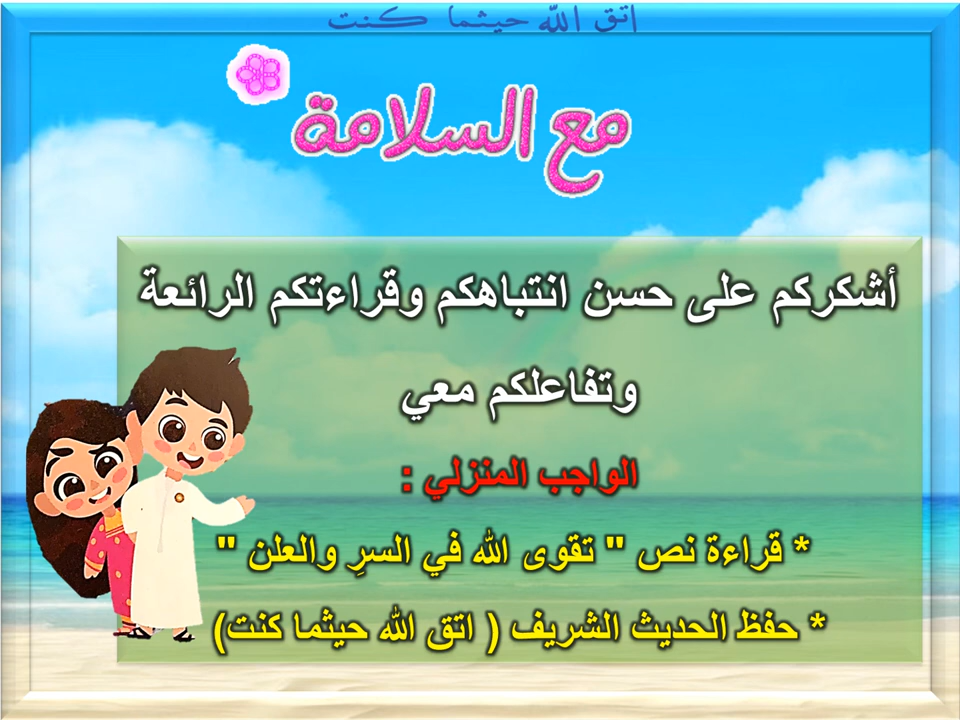 اتق الله حيثما كنت
مع السلامة
أشكركم على حسن انتباهكم وقراءتكم الرائعة
وتفاعلكم معي
الواجب المنزلي :
* قراءة نص " تقوى الله في السرِ والعلن "
* حفظ الحديث الشريف ( اتق الله حيثما كنت)